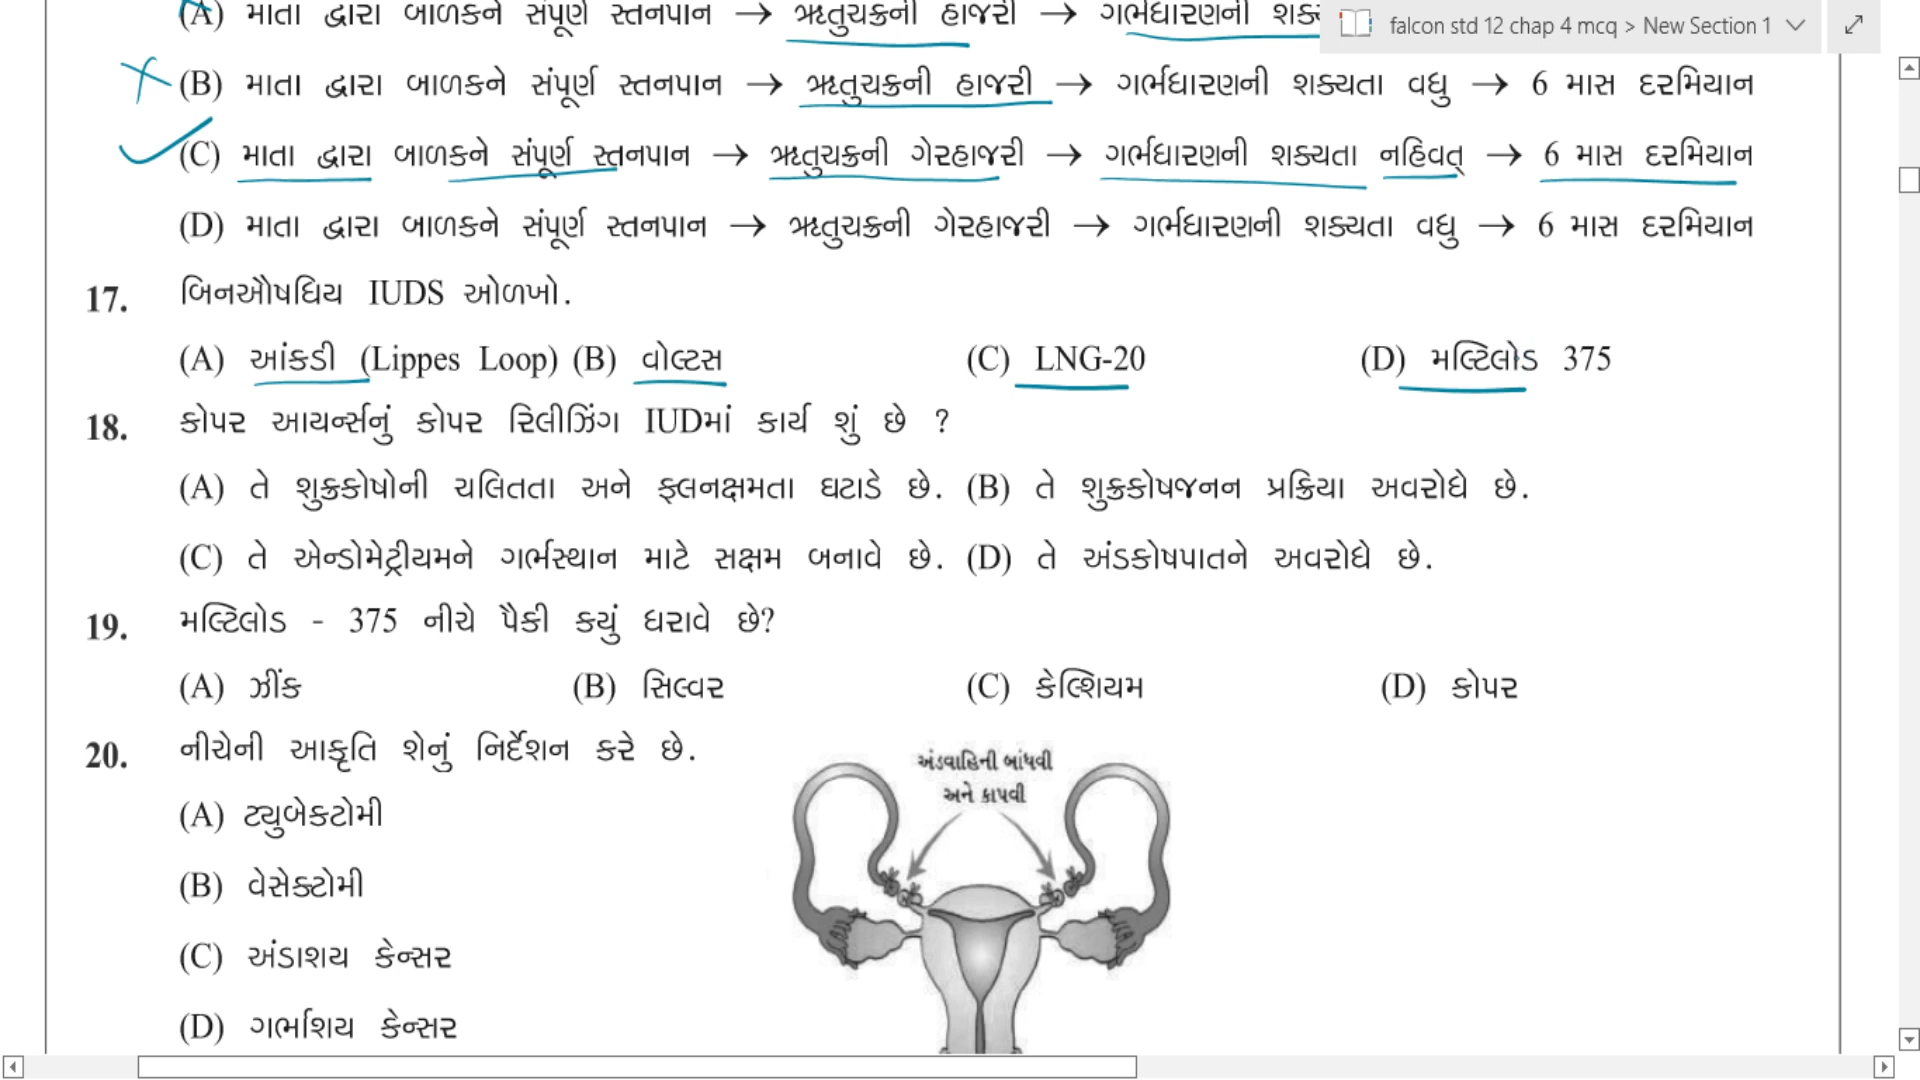 (A) માતા દ્વારા બાળકને સંપૂર્ણ સ્તનપાન → ઋતુચક્રની હાજરી → ગર્ભધારણની
falcon std 12 chap 4 mcq > New Section 1
(B) માતા દ્વારા બાળકને સંપૂર્ણ સ્તનપાન → ઋતુચક્રની હાજરી → ગર્ભધારણની શક્યતા વધુ → 6 માસ દરમિયાન
(C) માતા દ્વારા બાળકને સંપૂર્ણ સ્તનપાન → ઋતુચક્રની ગેરહાજરી → ગર્ભધારણની શક્યતા નહિવત્ → 6 માસ દરમિયાન
(D) માતા દ્વારા બાળકને સંપૂર્ણ સ્તનપાન → ઋતુચક્રની ગેરહાજરી → ગર્ભધારણની શક્યતા વધુ → 6 માસ દરમિયાન
17. બિનઔષધિય IUDS ઓળખો.
(A) આંકડી (Lippes Loop) (B) વોલ્ટસ (C) LNG-20 (D) મલ્ટિલોડ 375
18. કોપર આયર્ન્સનું કોપર રિલીઝિંગ IUDમાં કાર્ય શું છે ?
(A) તે શુક્રકોષોની ચલિતતા અને ફલનક્ષમતા ઘટાડે છે. (B) તે શુક્રકોષજનન પ્રક્રિયા અવરોધે છે.
(C) તે એન્ડોમેટ્રીયમને ગર્ભસ્થાન માટે સક્ષમ બનાવે છે. (D) તે અંડકોષપાતને અવરોધે છે.
19. મલ્ટિલોડ - 375 નીચે પૈકી કયું ધરાવે છે?
(A) ઝીંક (B) સિલ્વર (C) કેલ્શિયમ (D) કોપર
20. નીચેની આકૃતિ શેનું નિર્દેશન કરે છે.
અંડવાહિની બાંધવી
અને કાપવી
(A) ટ્યુબેક્ટોમી
(B) વેસેક્ટોમી
(C) અંડાશય કેન્સર
(D) ગર્ભાશય કેન્સર